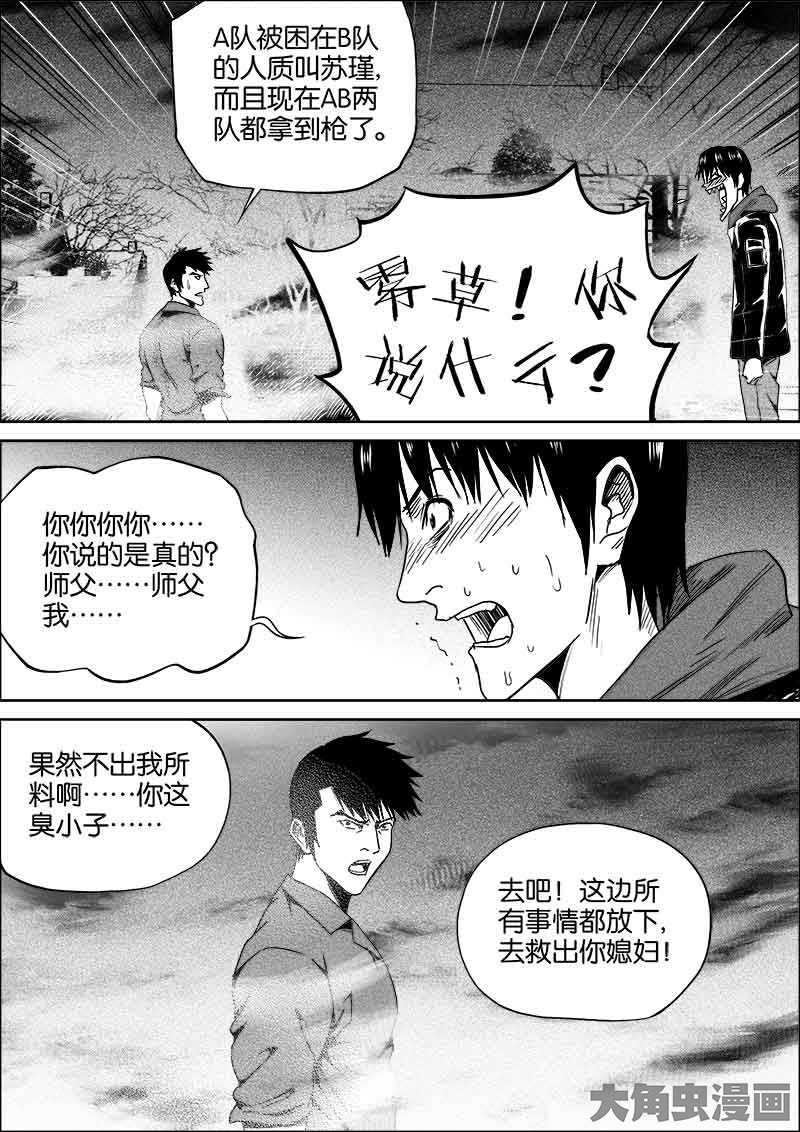 A队被困在B队
的人质叫苏瑾,
而且现在AB两
队都拿到枪了。
零草！你
说什么？
你你你你……
你说的是真的?
师父……师父
我……
果然不出我所
料啊……你这
臭小子……
去吧！这边所
有事情都放下,
去救出你媳妇！
大角虫漫画